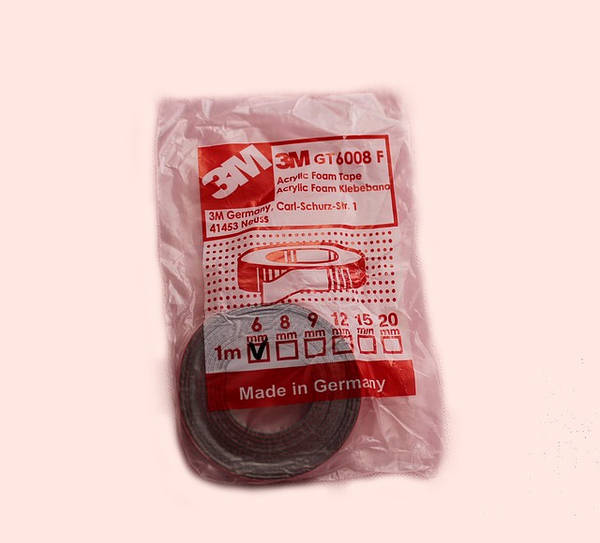 3M
3M GT6008 F
Acrylic Foam Tape
Acrylic Foam Klebeband
3M Germany, Carl-Schurz-Str. 1
41453 Neuss
6 8 9 12 15 20
mm mm mm mm mm mm
1m
Made in Germany